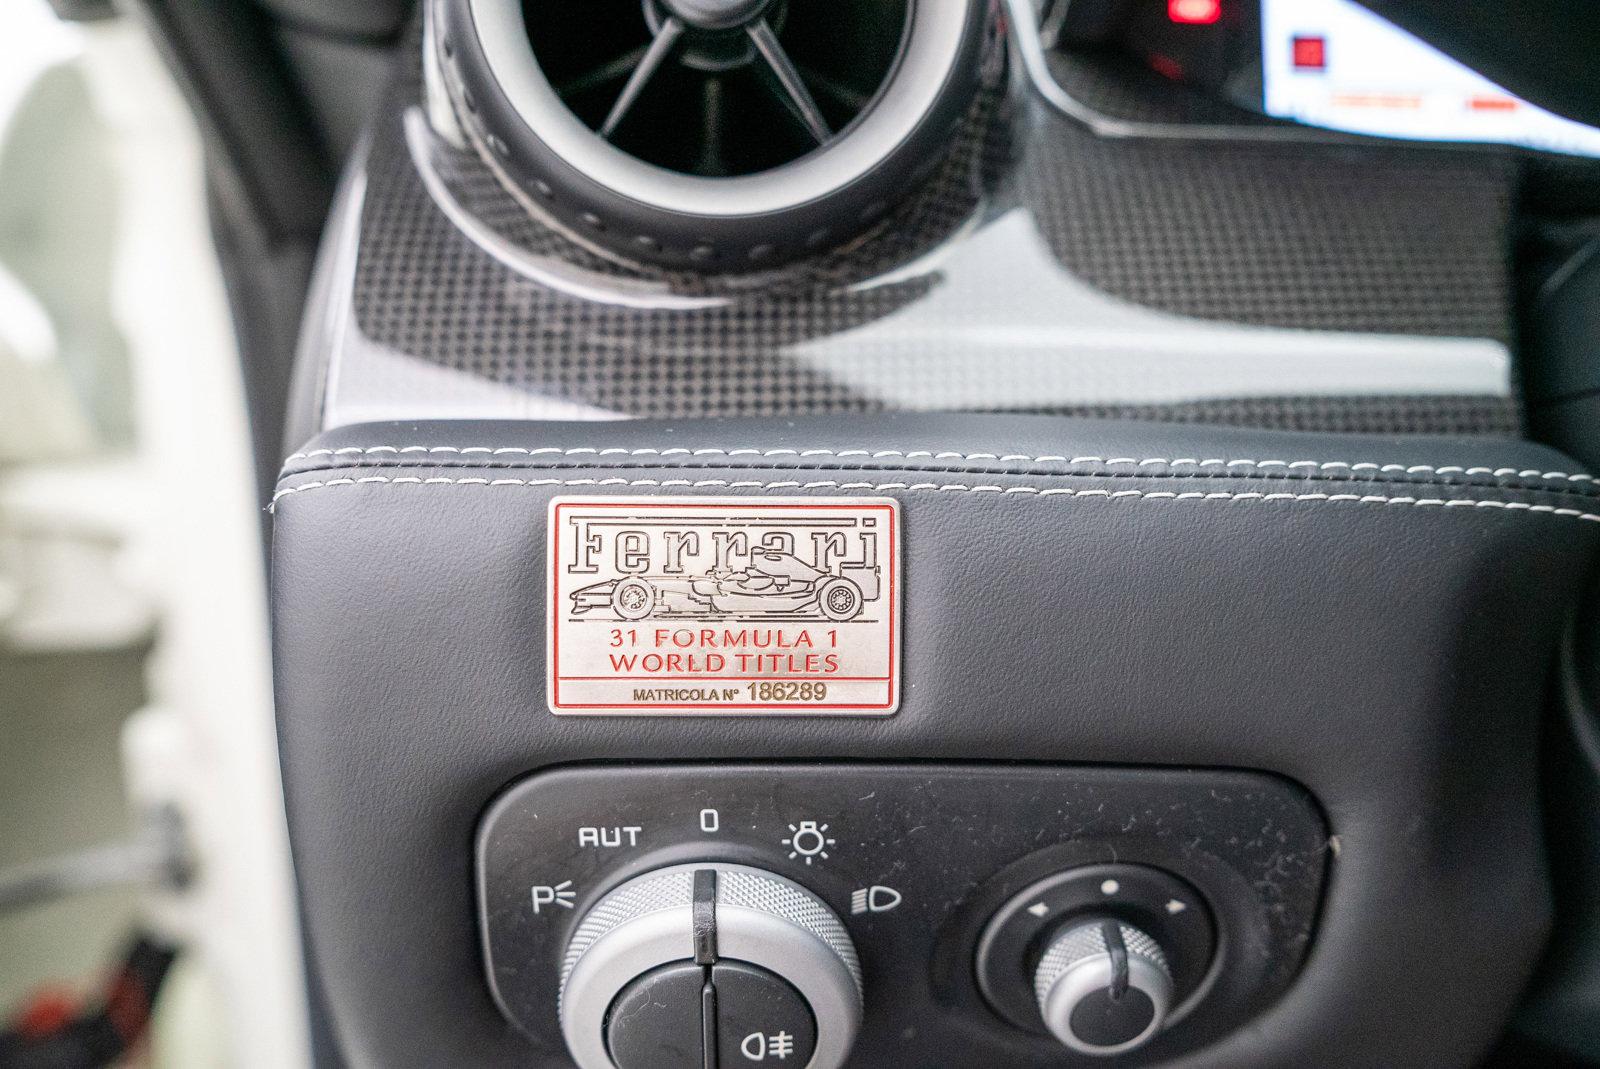 Ferrari
31 FORMULA 1
WORLD TITLES
MATRICOLA N° 186289
AUT 0
P